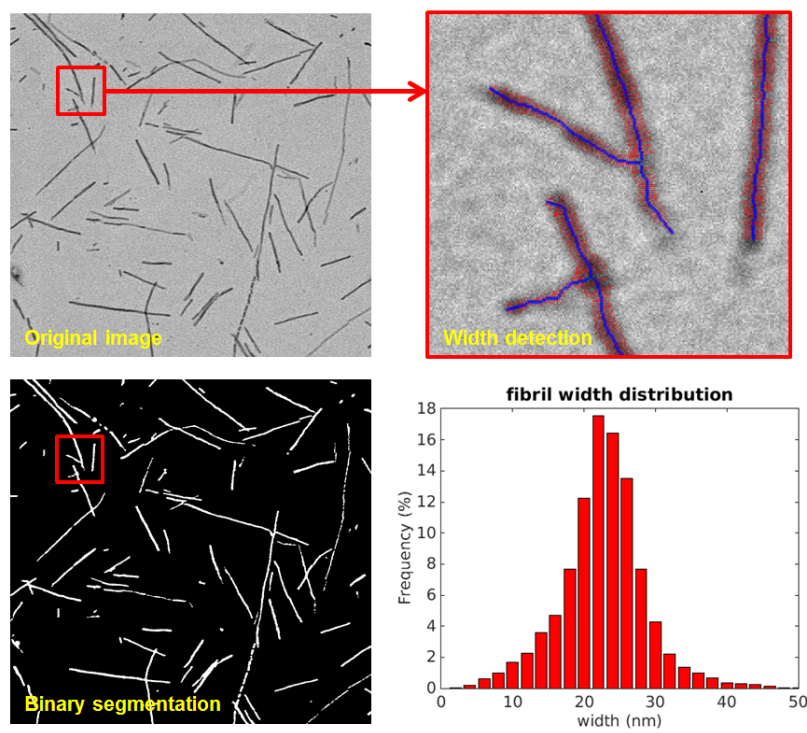 Original image
Width detection
Binary segmentation
fibril width distribution
Frequency (%)
18
16
14
12
10
8
6
4
2
0
0 10 20 30 40 50
width (nm)